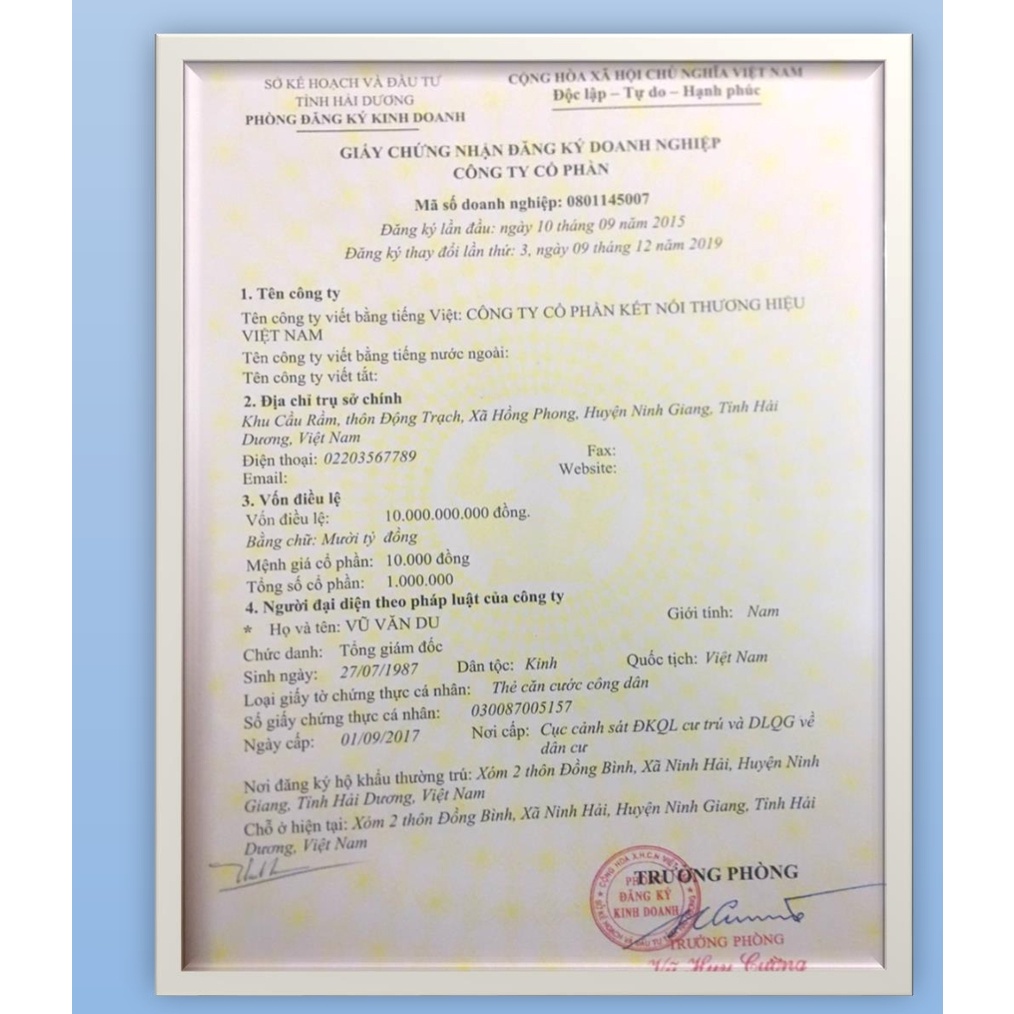 SỞ KẾ HOẠCH VÀ ĐẦU TƯ
TỈNH HẢI DƯƠNG
PHÒNG ĐĂNG KÝ KINH DOANH
CỘNG HÒA XÃ HỘI CHỦ NGHĨA VIỆT NAM
Độc lập – Tự do – Hạnh phúc
GIẤY CHỨNG NHẬN ĐĂNG KÝ DOANH NGHIỆP
CÔNG TY CỔ PHẦN
Mã số doanh nghiệp: 0801145007
Đăng ký lần đầu: ngày 10 tháng 09 năm 2015
Đăng ký thay đổi lần thứ: 3, ngày 09 tháng 12 năm 2019
1. Tên công ty
Tên công ty viết bằng tiếng Việt: CÔNG TY CỔ PHẦN KẾT NỐI THƯƠNG HIỆU
VIỆT NAM
Tên công ty viết bằng tiếng nước ngoài:
Tên công ty viết tắt:
2. Địa chỉ trụ sở chính
Khu Cầu Rầm, thôn Động Trạch, Xã Hồng Phong, Huyện Ninh Giang, Tỉnh Hải
Dương, Việt Nam
Điện thoại: 02203567789 Fax:
Email: Website:
3. Vốn điều lệ
Vốn điều lệ: 10.000.000.000 đồng.
Bằng chữ: Mười tỷ đồng
Mệnh giá cổ phần: 10.000 đồng
Tổng số cổ phần: 1.000.000
4. Người đại diện theo pháp luật của công ty
* Họ và tên: VŨ VĂN DU Giới tính: Nam
Chức danh: Tổng giám đốc
Sinh ngày: 27/07/1987 Dân tộc: Kinh Quốc tịch: Việt Nam
Loại giấy tờ chứng thực cá nhân: Thẻ căn cước công dân
Số giấy chứng thực cá nhân: 030087005157
Ngày cấp: 01/09/2017 Nơi cấp: Cục cảnh sát ĐKQL cư trú và DLQG về
dân cư
Nơi đăng ký hộ khẩu thường trú: Xóm 2 thôn Đồng Bình, Xã Ninh Hải, Huyện Ninh
Giang, Tỉnh Hải Dương, Việt Nam
Chỗ ở hiện tại: Xóm 2 thôn Đồng Bình, Xã Ninh Hải, Huyện Ninh Giang, Tỉnh Hải
Dương, Việt Nam
TRƯỞNG PHÒNG
PHÒNG
ĐĂNG KÝ
KINH DOANH
TRƯỞNG PHÒNG
Vũ Huy Cường